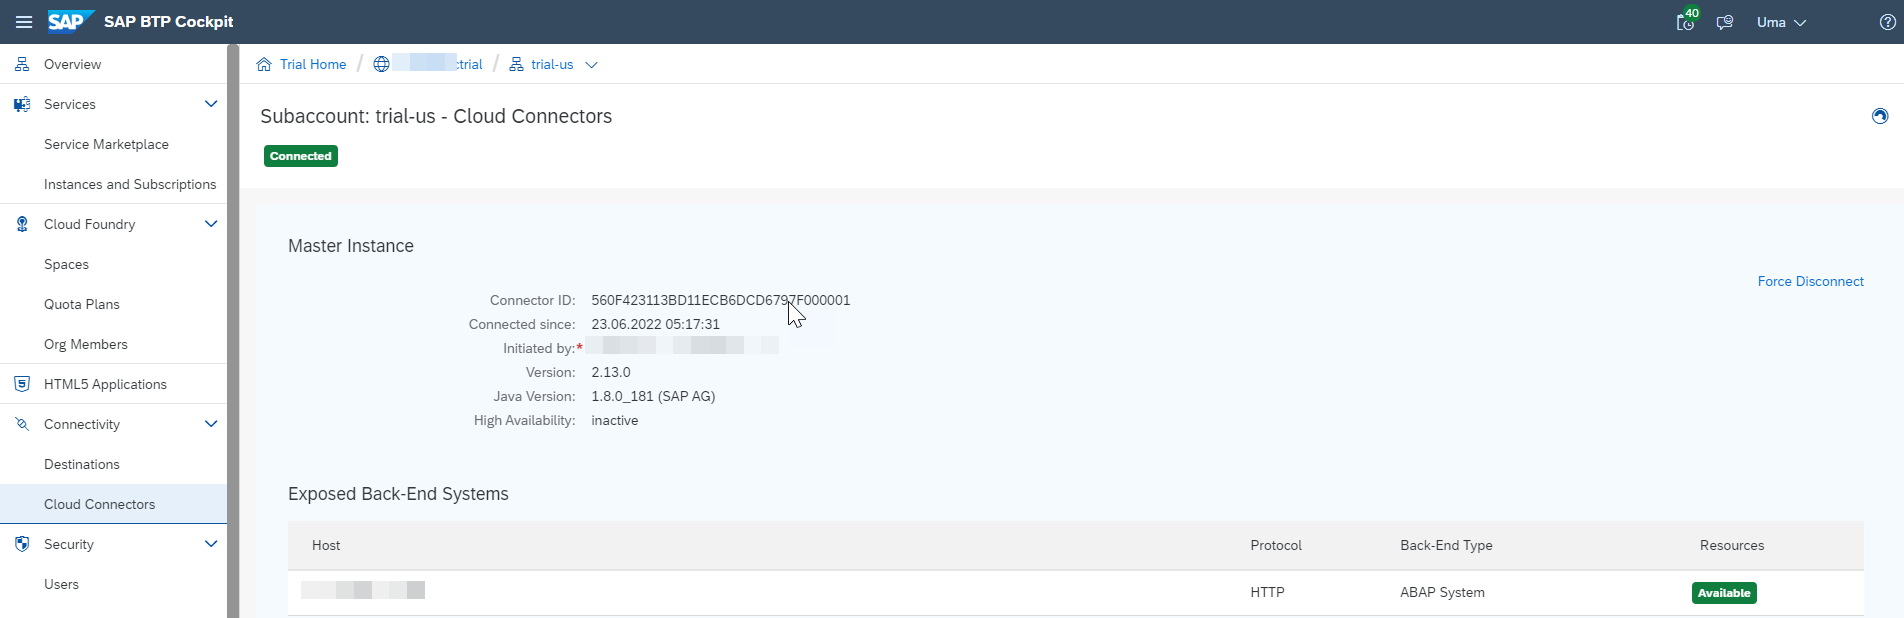 SAP SAP BTP Cockpit
40
Uma
Overview
Services
Service Marketplace
Instances and Subscriptions
Cloud Foundry
Spaces
Quota Plans
Org Members
HTML5 Applications
Connectivity
Destinations
Cloud Connectors
Security
Users
Trial Home / trial / trial-us
Subaccount: trial-us - Cloud Connectors
Connected
Master Instance
Force Disconnect
Connector ID: 560F423113BD11ECB6DCD6797F000001
Connected since: 23.06.2022 05:17:31
Initiated by:*
Version: 2.13.0
Java Version: 1.8.0_181 (SAP AG)
High Availability: inactive
Exposed Back-End Systems
Host Protocol Back-End Type Resources
HTTP ABAP System Available